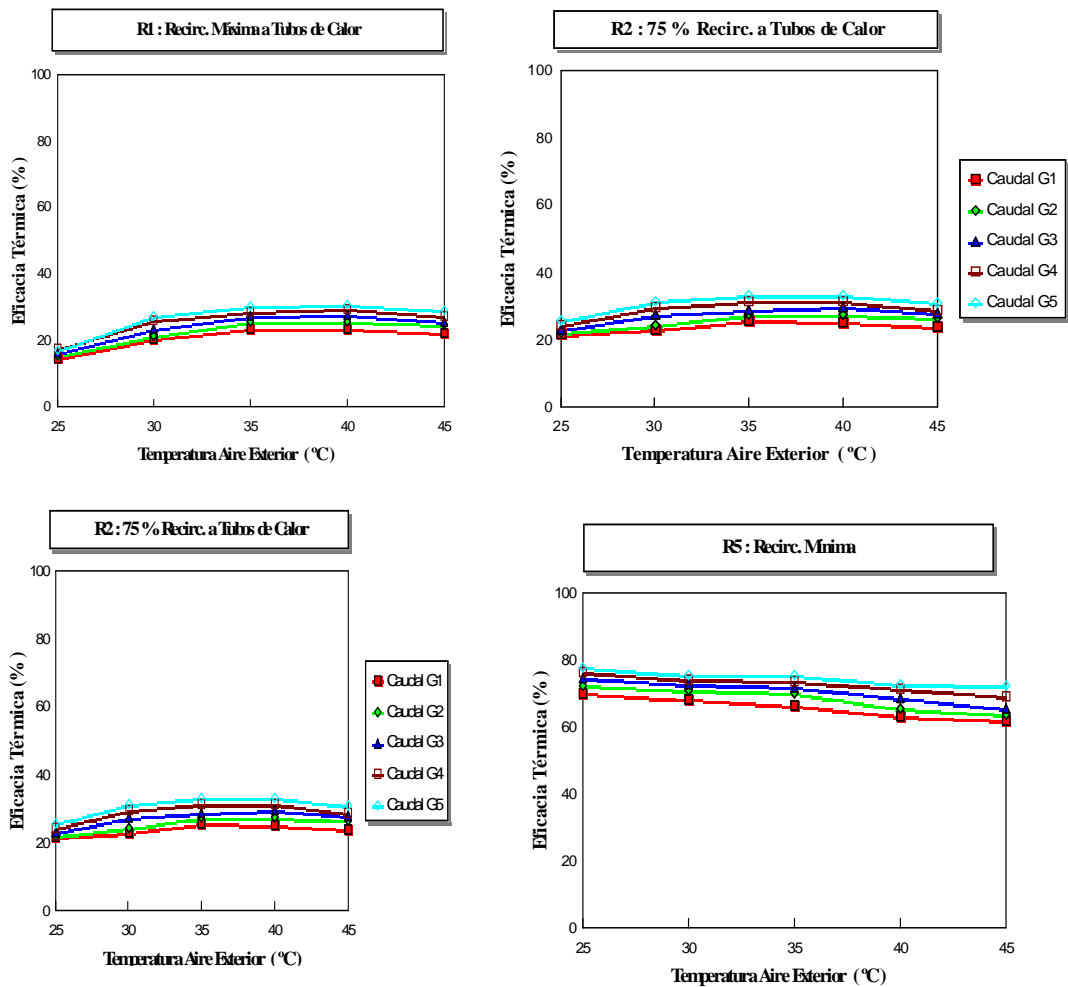 R1 : Recirc. Máxima a Tubos de Calor
Eficacia Térmica (%)
100
80
60
40
20
0
25 30 35 40 45
Temperatura Aire Exterior (ºC)
R2 : 75 % Recirc. a Tubos de Calor
Eficacia Térmica (%)
100
80
60
40
20
0
25 30 35 40 45
Temperatura Aire Exterior (ºC)
Caudal G1
Caudal G2
Caudal G3
Caudal G4
Caudal G5
R2 : 75 % Recirc. a Tubos de Calor
Eficacia Térmica (%)
100
80
60
40
20
0
25 30 35 40 45
Temperatura Aire Exterior (ºC)
Caudal G1
Caudal G2
Caudal G3
Caudal G4
Caudal G5
R5 : Recirc. Mnima
Eficacia Térmica (%)
100
80
60
40
20
0
25 30 35 40 45
Temperatura Aire Exterior (ºC)